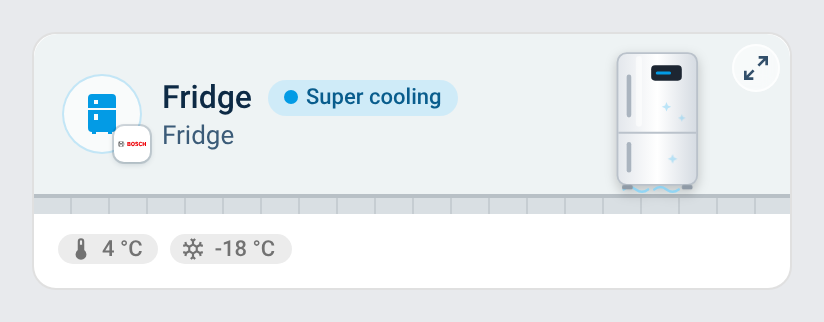 Fridge
Super cooling
Fridge
BOSCH
4 °C
-18 °C